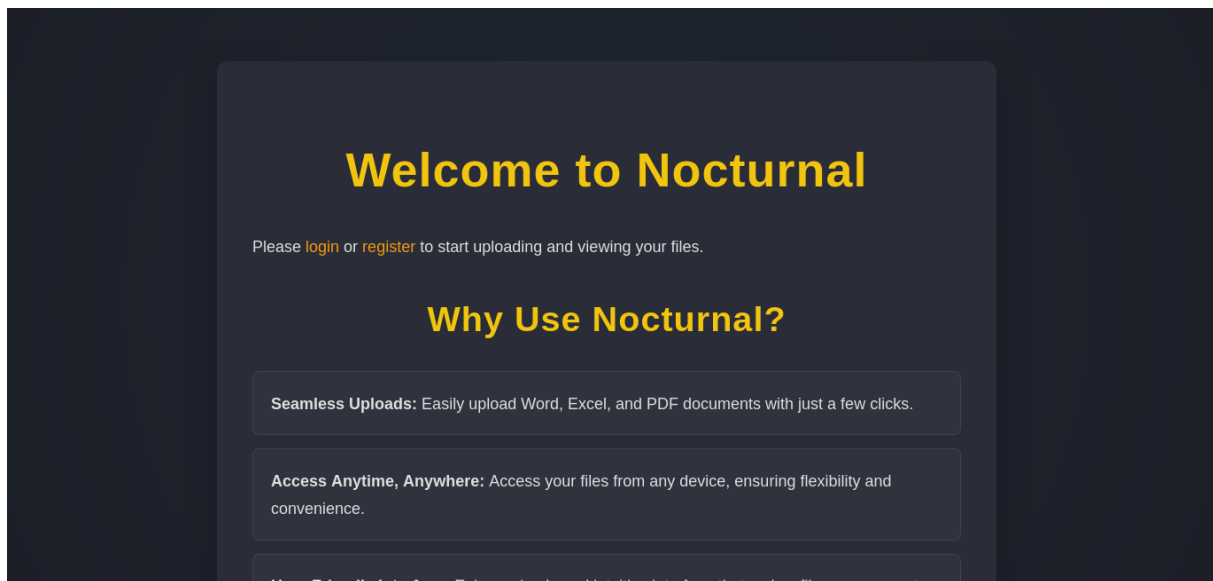 Welcome to Nocturnal
Please login or register to start uploading and viewing your files.
Why Use Nocturnal?
Seamless Uploads: Easily upload Word, Excel, and PDF documents with just a few clicks.
Access Anytime, Anywhere: Access your files from any device, ensuring flexibility and
convenience.